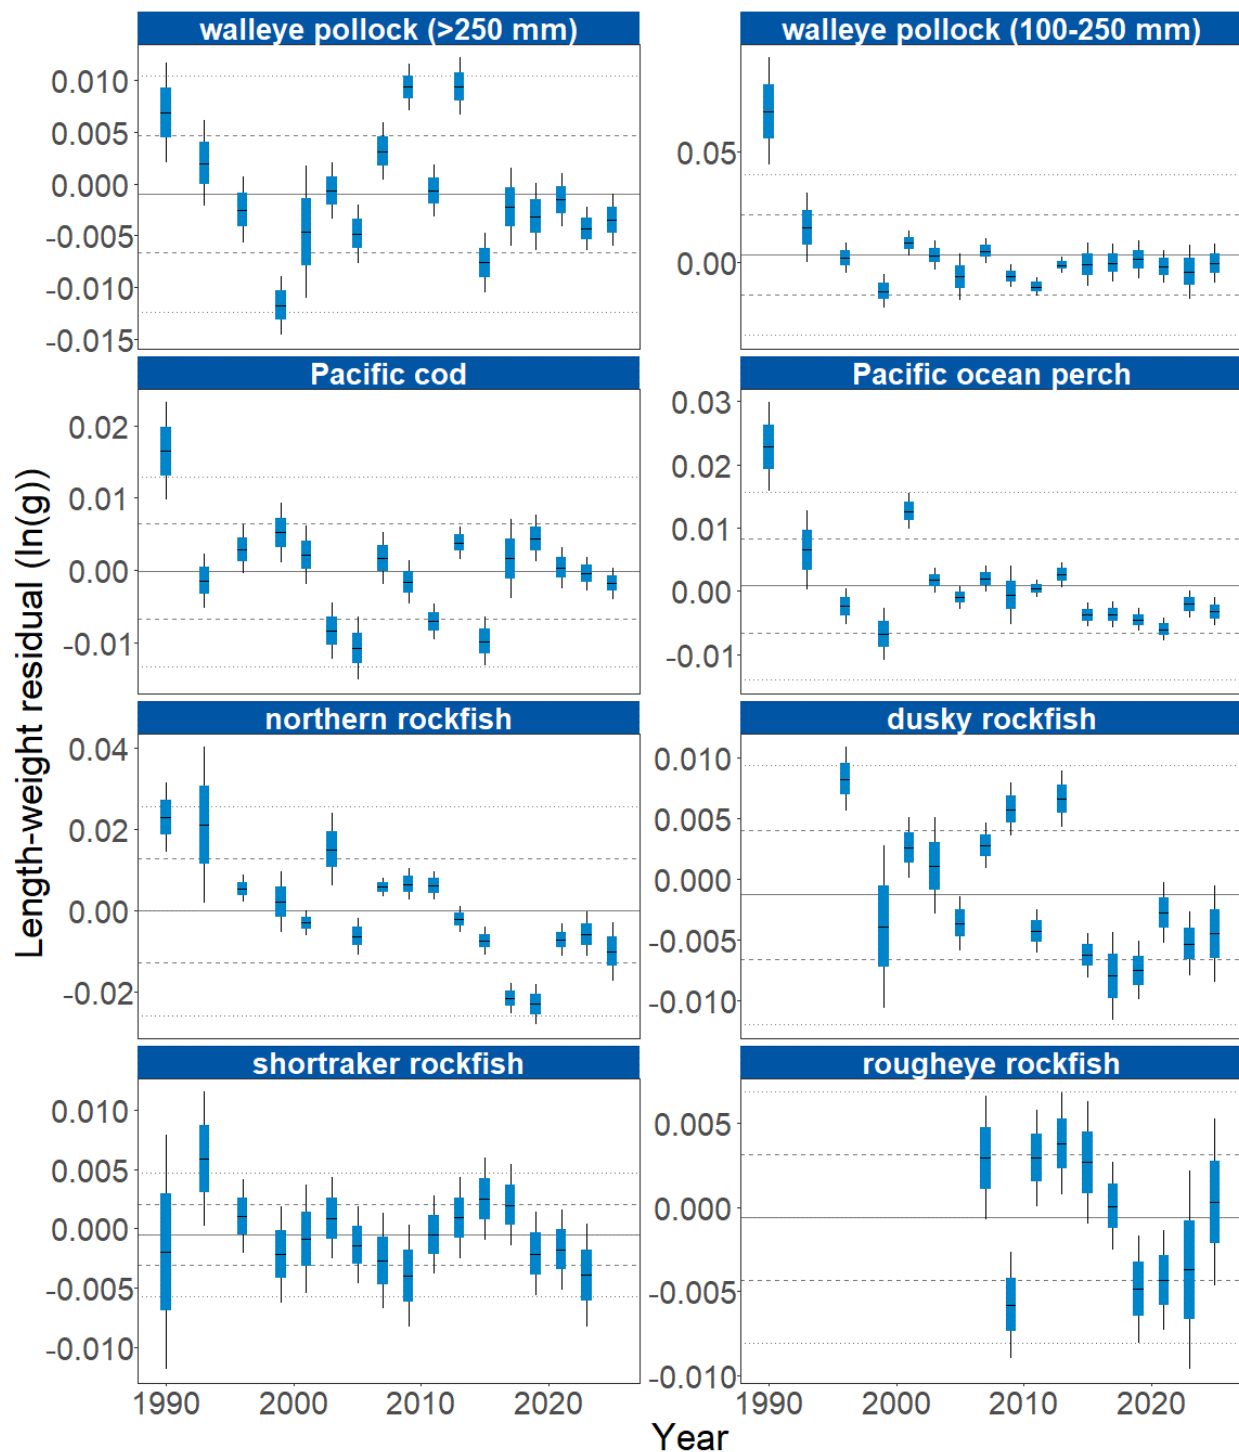 walleye pollock (>250 mm)
walleye pollock (100-250 mm)
0.010
0.005
0.000
-0.005
-0.010
-0.015
0.05
0.00
Pacific cod
Pacific ocean perch
0.02
0.01
0.00
-0.01
0.03
0.02
0.01
0.00
-0.01
northern rockfish
dusky rockfish
0.04
0.02
0.00
-0.02
0.010
0.005
0.000
-0.005
-0.010
shortraker rockfish
rougheye rockfish
0.010
0.005
0.000
-0.005
-0.010
0.005
0.000
-0.005
-0.010
1990 2000 2010 2020
1990 2000 2010 2020
Length-weight residual (ln(g))
Year